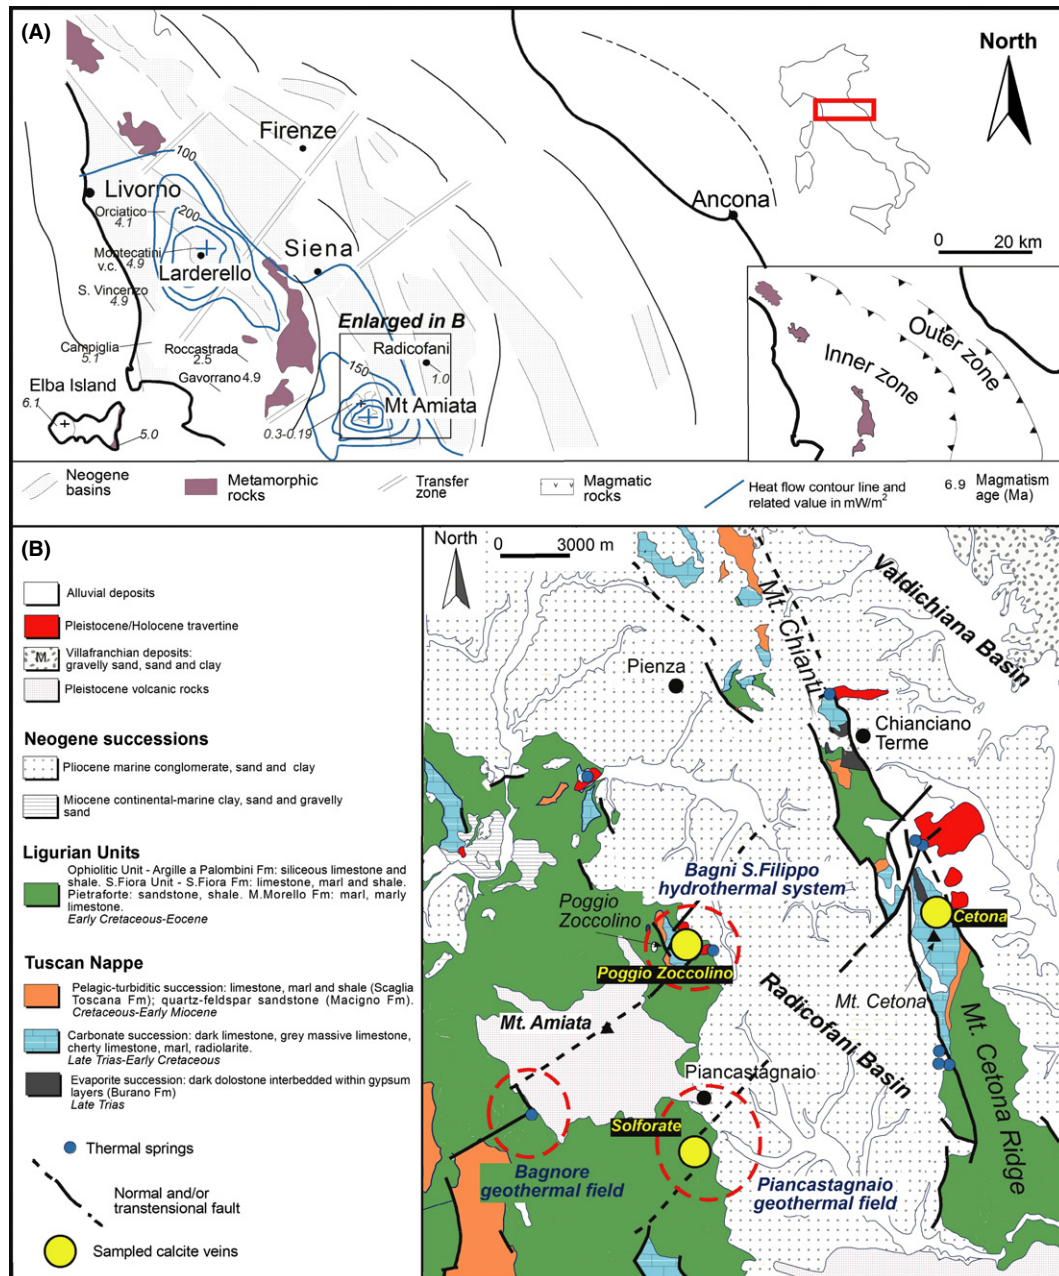 (A)
North
Firenze
100
Livorno
Ancona
Orciatico
4.1
200
0 20 km
Siena
Montecatini
v.c. 4.9
Larderello
S. Vincenzo
4.9
Enlarged in B
Outer zone
Inner zone
Campiglia
5.1
Roccastrada
2.5
Radicofani
1.0
150
Gavorrano 4.9
Elba Island
6.1
Mt Amiata
5.0
0.3-0.19
Neogene
basins
Metamorphic
rocks
Transfer
zone
Magmatic
rocks
Heat flow contour line and
related value in mW/m²
6.9 Magmatism
age (Ma)
(B)
North
0 3000 m
Alluvial deposits
Pleistocene/Holocene travertine
Villafranchian deposits:
gravelly sand, sand and clay
Pleistocene volcanic rocks
Neogene successions
Pliocene marine conglomerate, sand and clay
Miocene continental-marine clay, sand and gravelly
sand
Ligurian Units
Ophiolitic Unit - Argille a Palombini Fm: siliceous limestone and
shale. S.Fiora Unit - S.Fiora Fm: limestone, marl and shale.
Pietraforte: sandstone, shale. M.Morello Fm: marl, marly
limestone.
Early Cretaceous-Eocene
Tuscan Nappe
Pelagic-turbiditic succession: limestone, marl and shale (Scaglia
Toscana Fm); quartz-feldspar sandstone (Macigno Fm).
Cretaceous-Early Miocene
Carbonate succession: dark limestone, grey massive limestone,
cherty limestone, marl, radiolarite.
Late Trias-Early Cretaceous
Evaporite succession: dark dolostone interbedded within gypsum
layers (Burano Fm)
Late Trias
Thermal springs
Normal and/or
transtensional fault
Sampled calcite veins
Valdichiana Basin
Mt. Chianti
Pienza
Chianciano
Terme
Bagni S.Filippo
hydrothermal system
Poggio
Zoccolino
Cetona
Poggio Zoccolino
Mt. Cetona
Radicofani Basin
Mt. Amiata
Mt. Cetona Ridge
Piancastagnaio
Solforate
Bagnore
geothermal field
Piancastagnaio
geothermal field